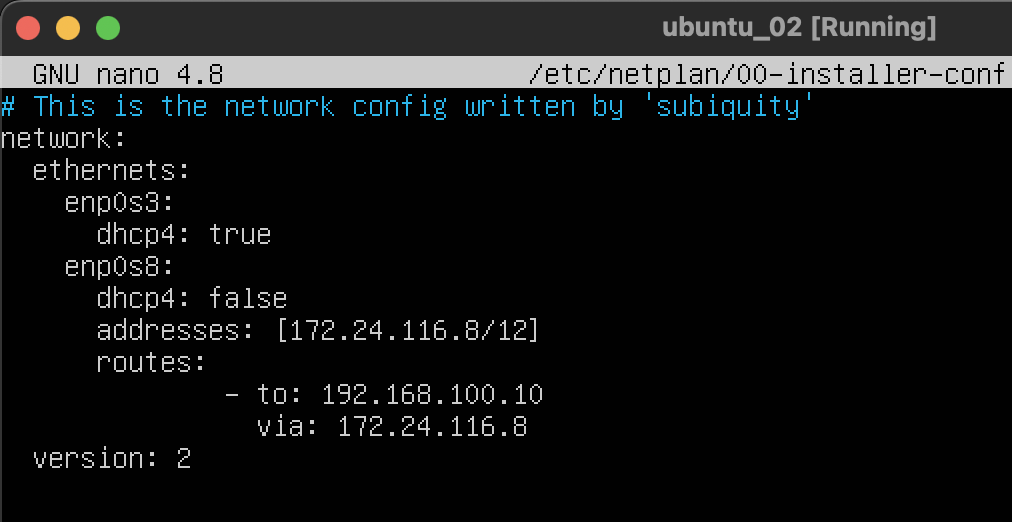 ubuntu_02 [Running]
GNU nano 4.8 /etc/netplan/00-installer-conf
# This is the network config written by 'subiquity'
network:
  ethernets:
    enp0s3:
      dhcp4: true
    enp0s8:
      dhcp4: false
      addresses: [172.24.116.8/12]
      routes:
              - to: 192.168.100.10
                via: 172.24.116.8
  version: 2